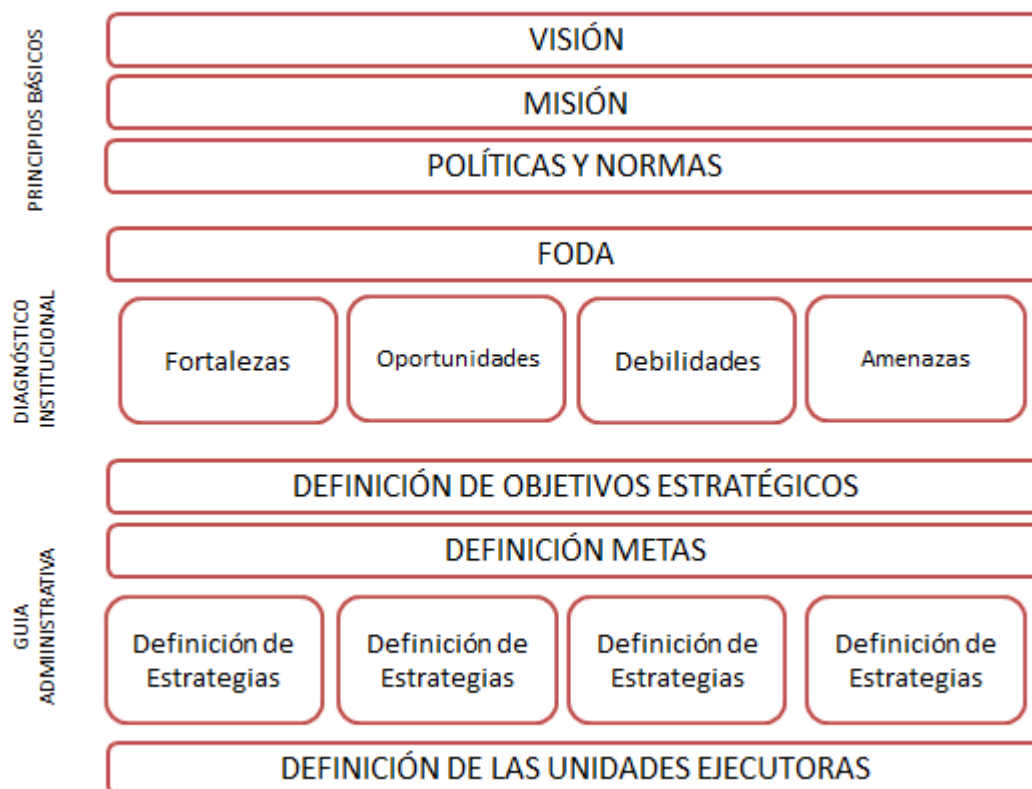 PRINCIPIOS BÁSICOS
VISIÓN
MISIÓN
POLÍTICAS Y NORMAS
DIAGNÓSTICO
INSTITUCIONAL
FODA
Fortalezas
Oportunidades
Debilidades
Amenazas
GUIA
ADMIINISTRATIVA
DEFINICIÓN DE OBJETIVOS ESTRATÉGICOS
DEFINICIÓN METAS
Definición de
Estrategias
Definición de
Estrategias
Definición de
Estrategias
Definición de
Estrategias
DEFINICIÓN DE LAS UNIDADES EJECUTORAS